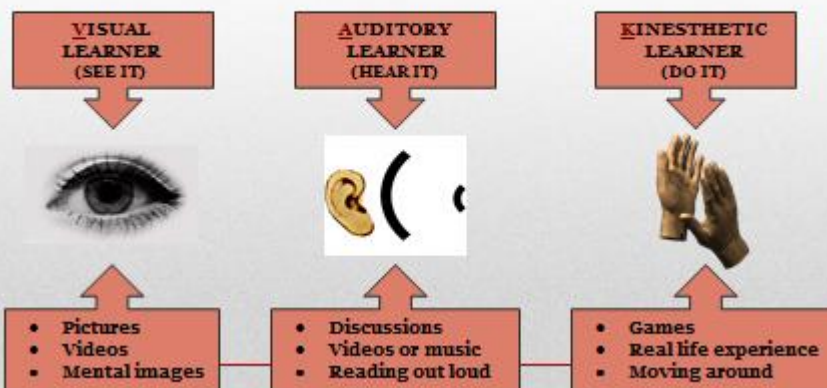 VISUAL
LEARNER
(SEE IT)
AUDITORY
LEARNER
(HEAR IT)
KINESTHETIC
LEARNER
(DO IT)
• Pictures
• Videos
• Mental images
• Discussions
• Videos or music
• Reading out loud
• Games
• Real life experience
• Moving around